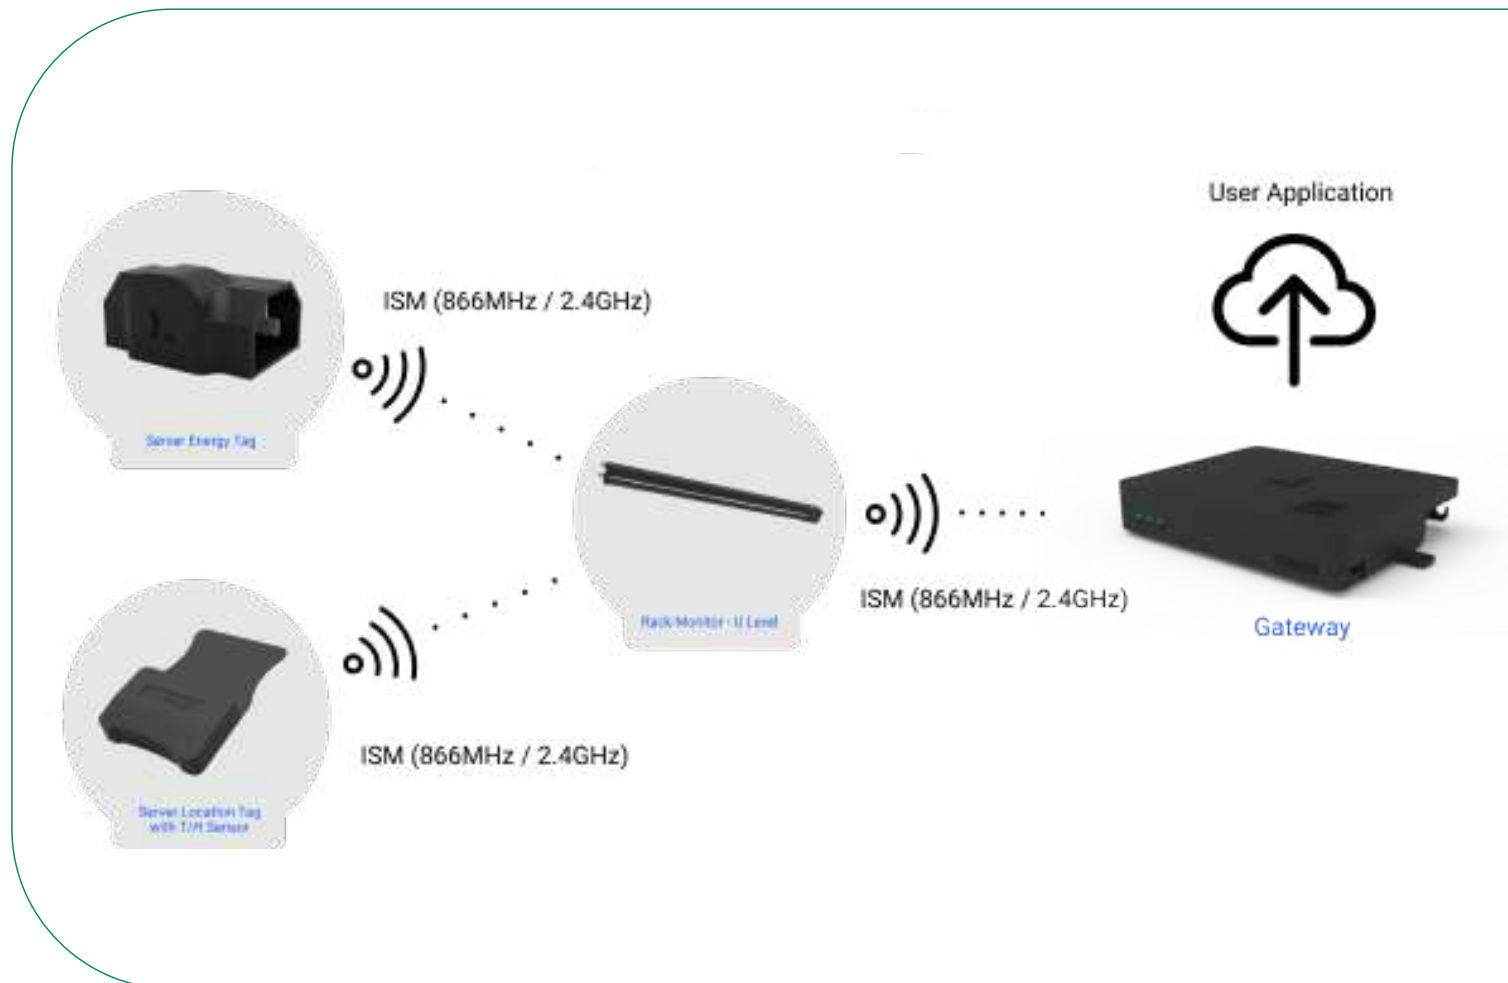 User Application
ISM (866MHz / 2.4GHz)
Server Energy Tag
ISM (866MHz / 2.4GHz)
Rack Monitor - U Level
Gateway
ISM (866MHz / 2.4GHz)
Server Location Tag
with T/H Sensor